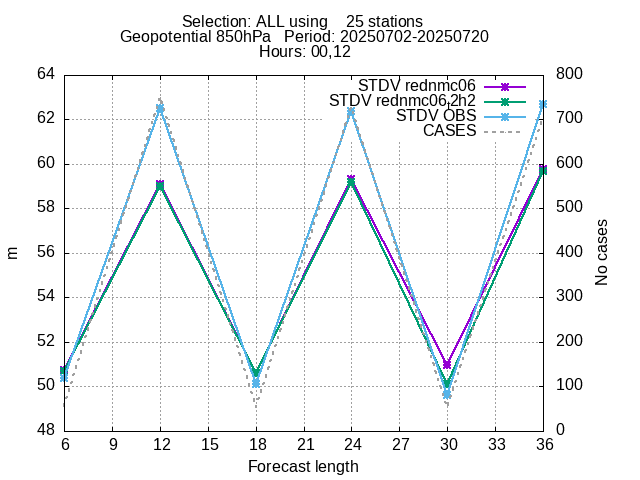 Selection: ALL using    25 stations
Geopotential 850hPa   Period: 20250702-20250720
Hours: 00,12
STDV rednmc06
STDV rednmc06,2h2
STDV OBS
CASES
64
62
60
58
56
54
52
50
48
800
700
600
500
400
300
200
100
0
m
No cases
6 9 12 15 18 21 24 27 30 33 36
Forecast length